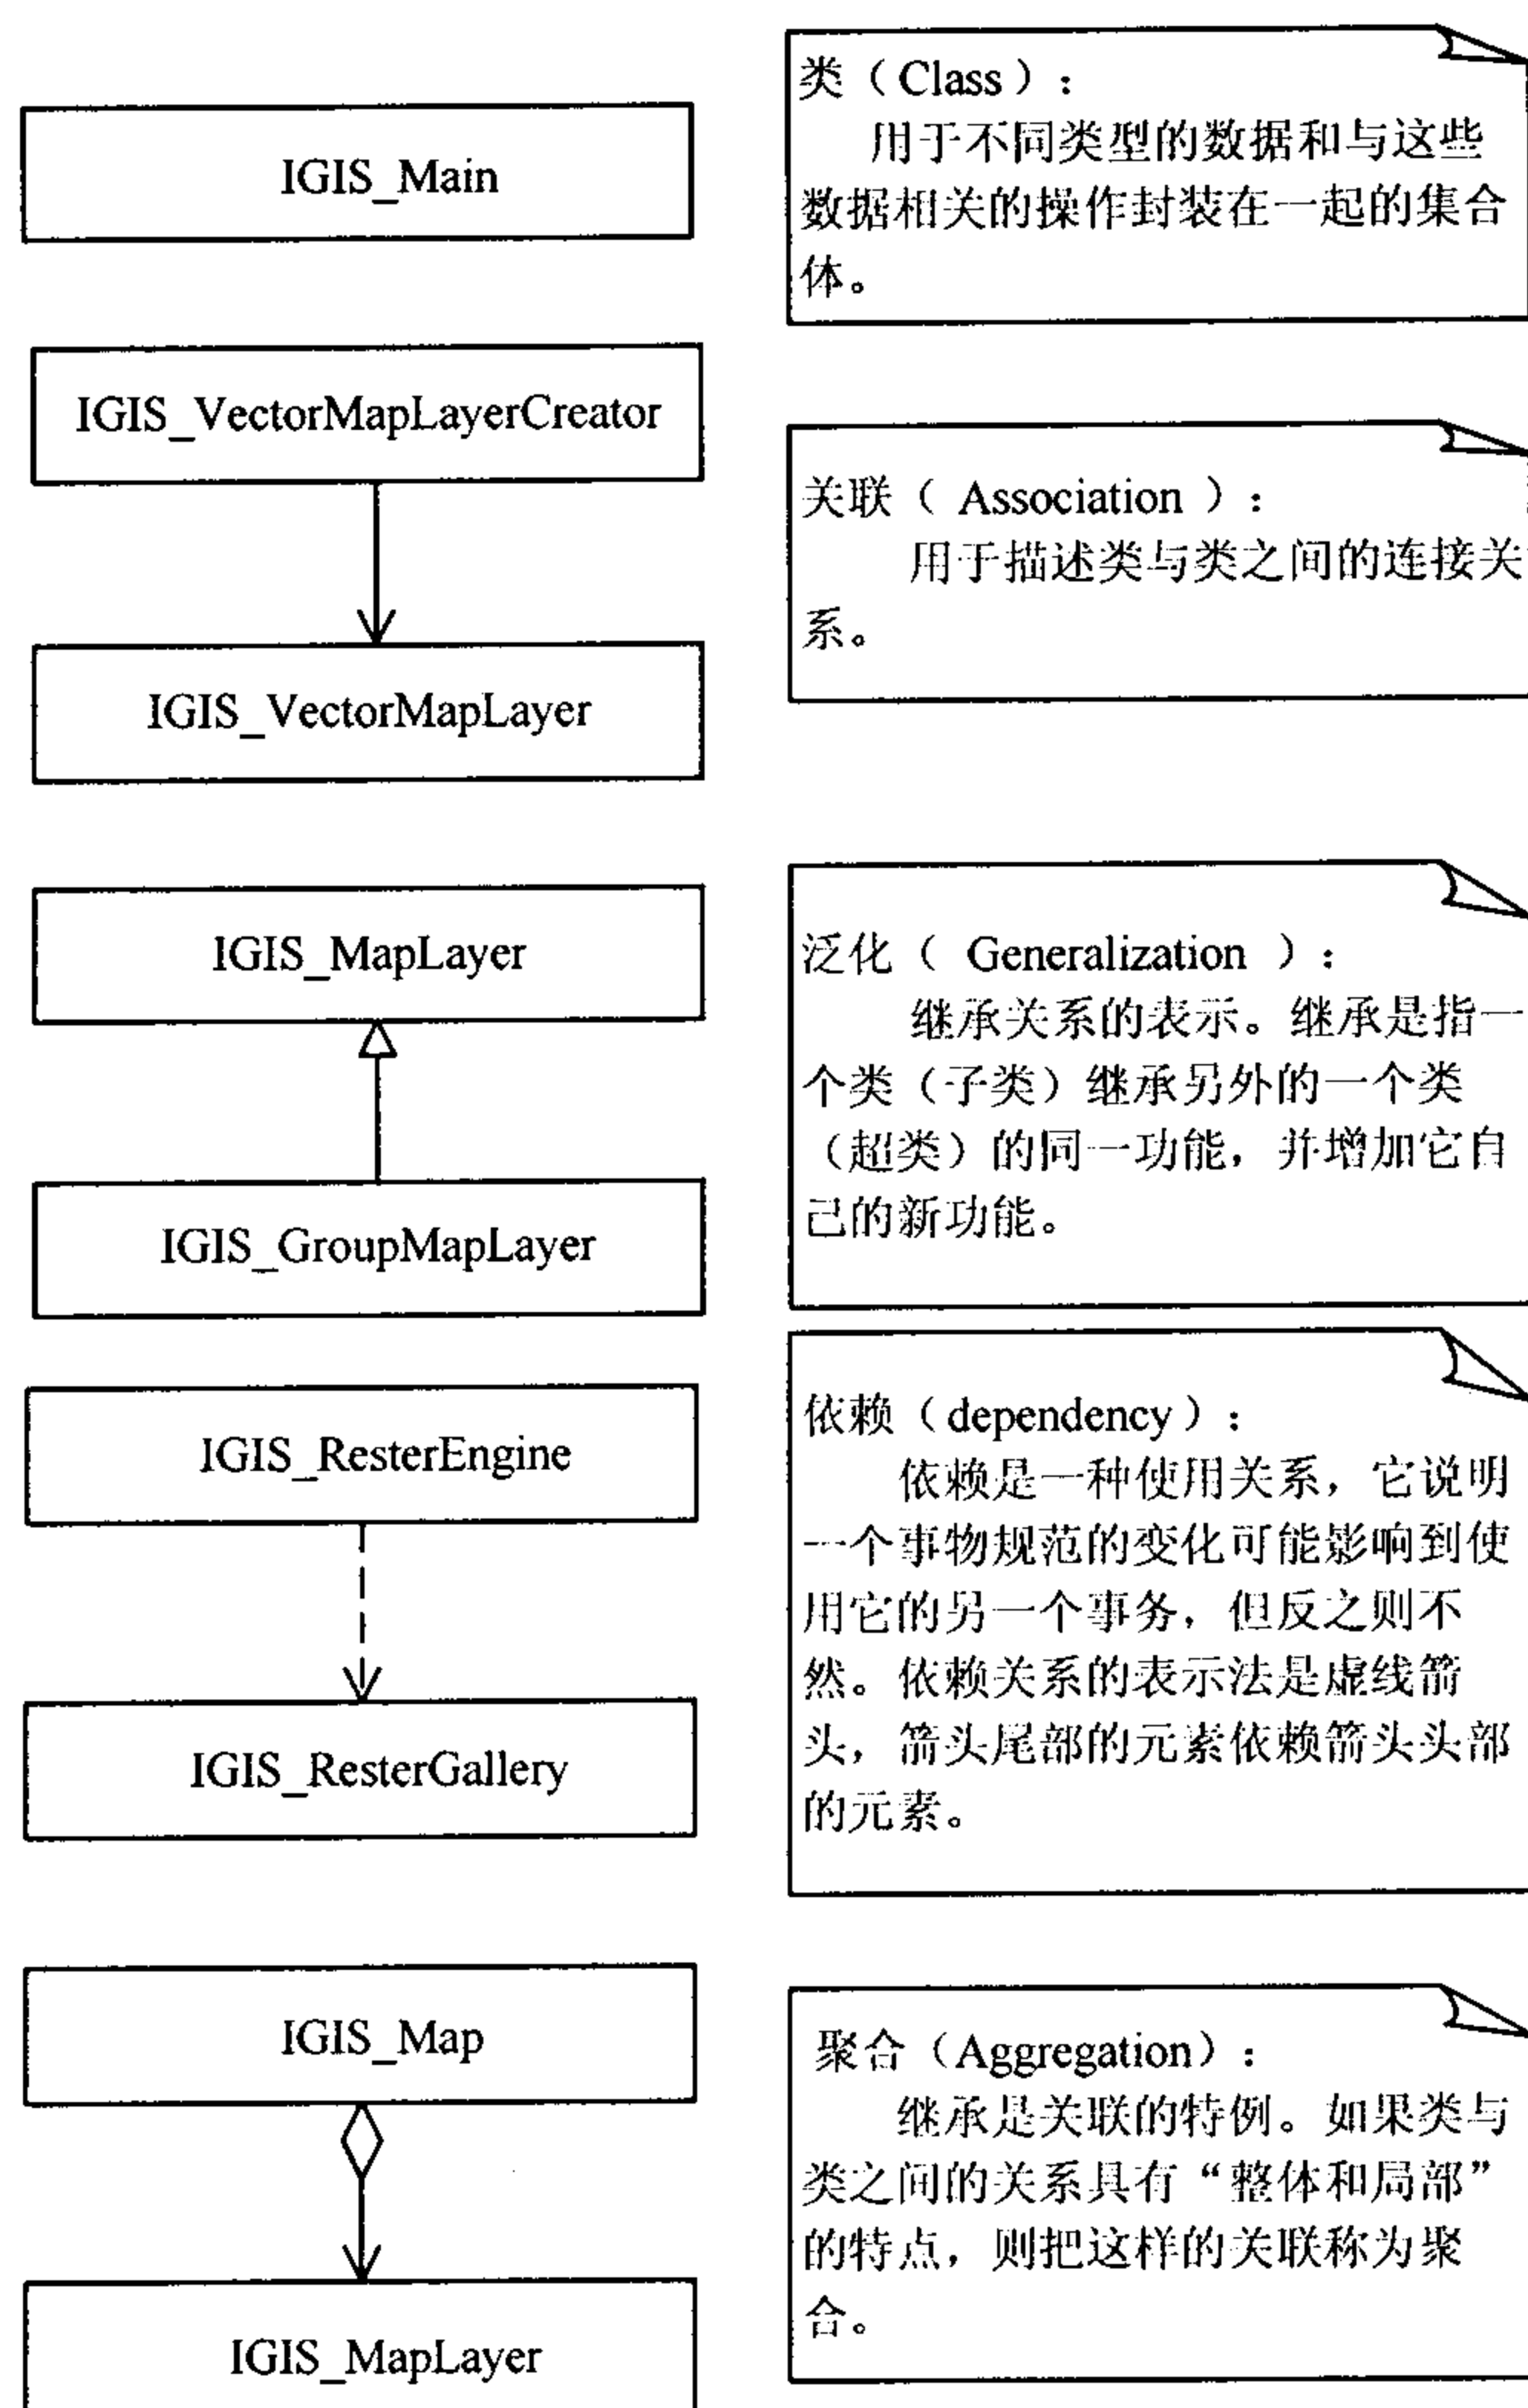 IGIS_Main
类（Class）：
用于不同类型的数据和与这些
数据相关的操作封装在一起的集合
体。
IGIS_VectorMapLayerCreator
IGIS_VectorMapLayer
关联（ Association ）：
用于描述类与类之间的连接关
系。
IGIS_MapLayer
IGIS_GroupMapLayer
泛化（ Generalization ）：
继承关系的表示。继承是指一
个类（子类）继承另外的一个类
（超类）的同一功能，并增加它自
己的新功能。
IGIS_ResterEngine
IGIS_ResterGallery
依赖（dependency）：
依赖是一种使用关系，它说明
一个事物规范的变化可能影响到使
用它的另一个事务，但反之则不
然。依赖关系的表示法是虚线箭
头，箭头尾部的元素依赖箭头头部
的元素。
IGIS_Map
IGIS_MapLayer
聚合（Aggregation）：
继承是关联的特例。如果类与
类之间的关系具有“整体和局部”
的特点，则把这样的关联称为聚
合。